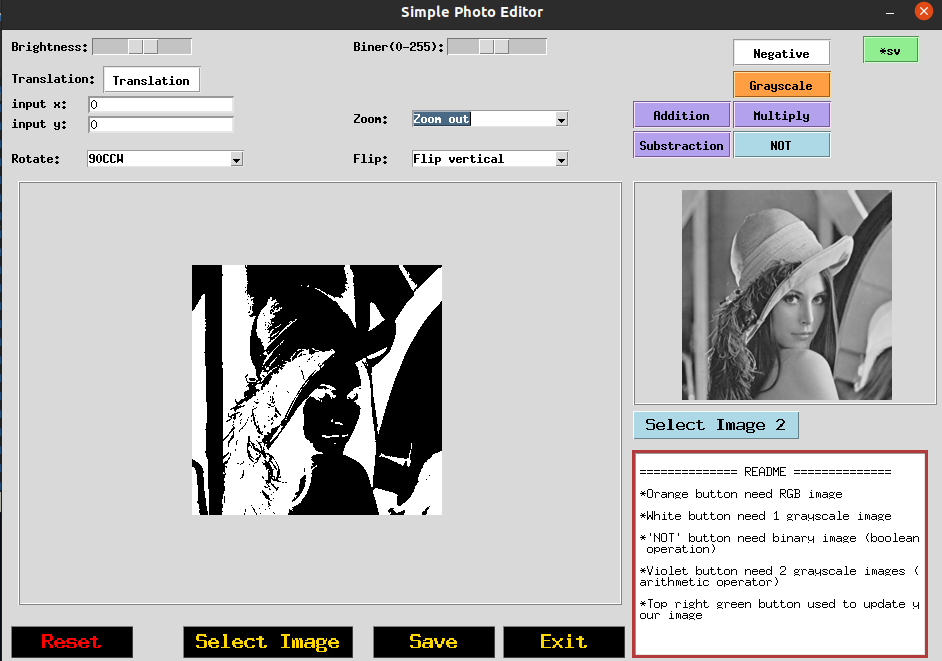 Simple Photo Editor
Brightness:
Biner(0-255):
Negative
*sv
Translation:
Translation
Grayscale
input x:
0
input y:
0
Zoom:
Zoom out
Addition
Multiply
Rotate:
90CCW
Flip:
Flip vertical
Substraction
NOT
Select Image 2
============== README ==============
*Orange button need RGB image
*White button need 1 grayscale image
*'NOT' button need binary image (boolean
operation)
*Violet button need 2 grayscale images (
arithmetic operator)
*Top right green button used to update y
our image
Reset
Select Image
Save
Exit